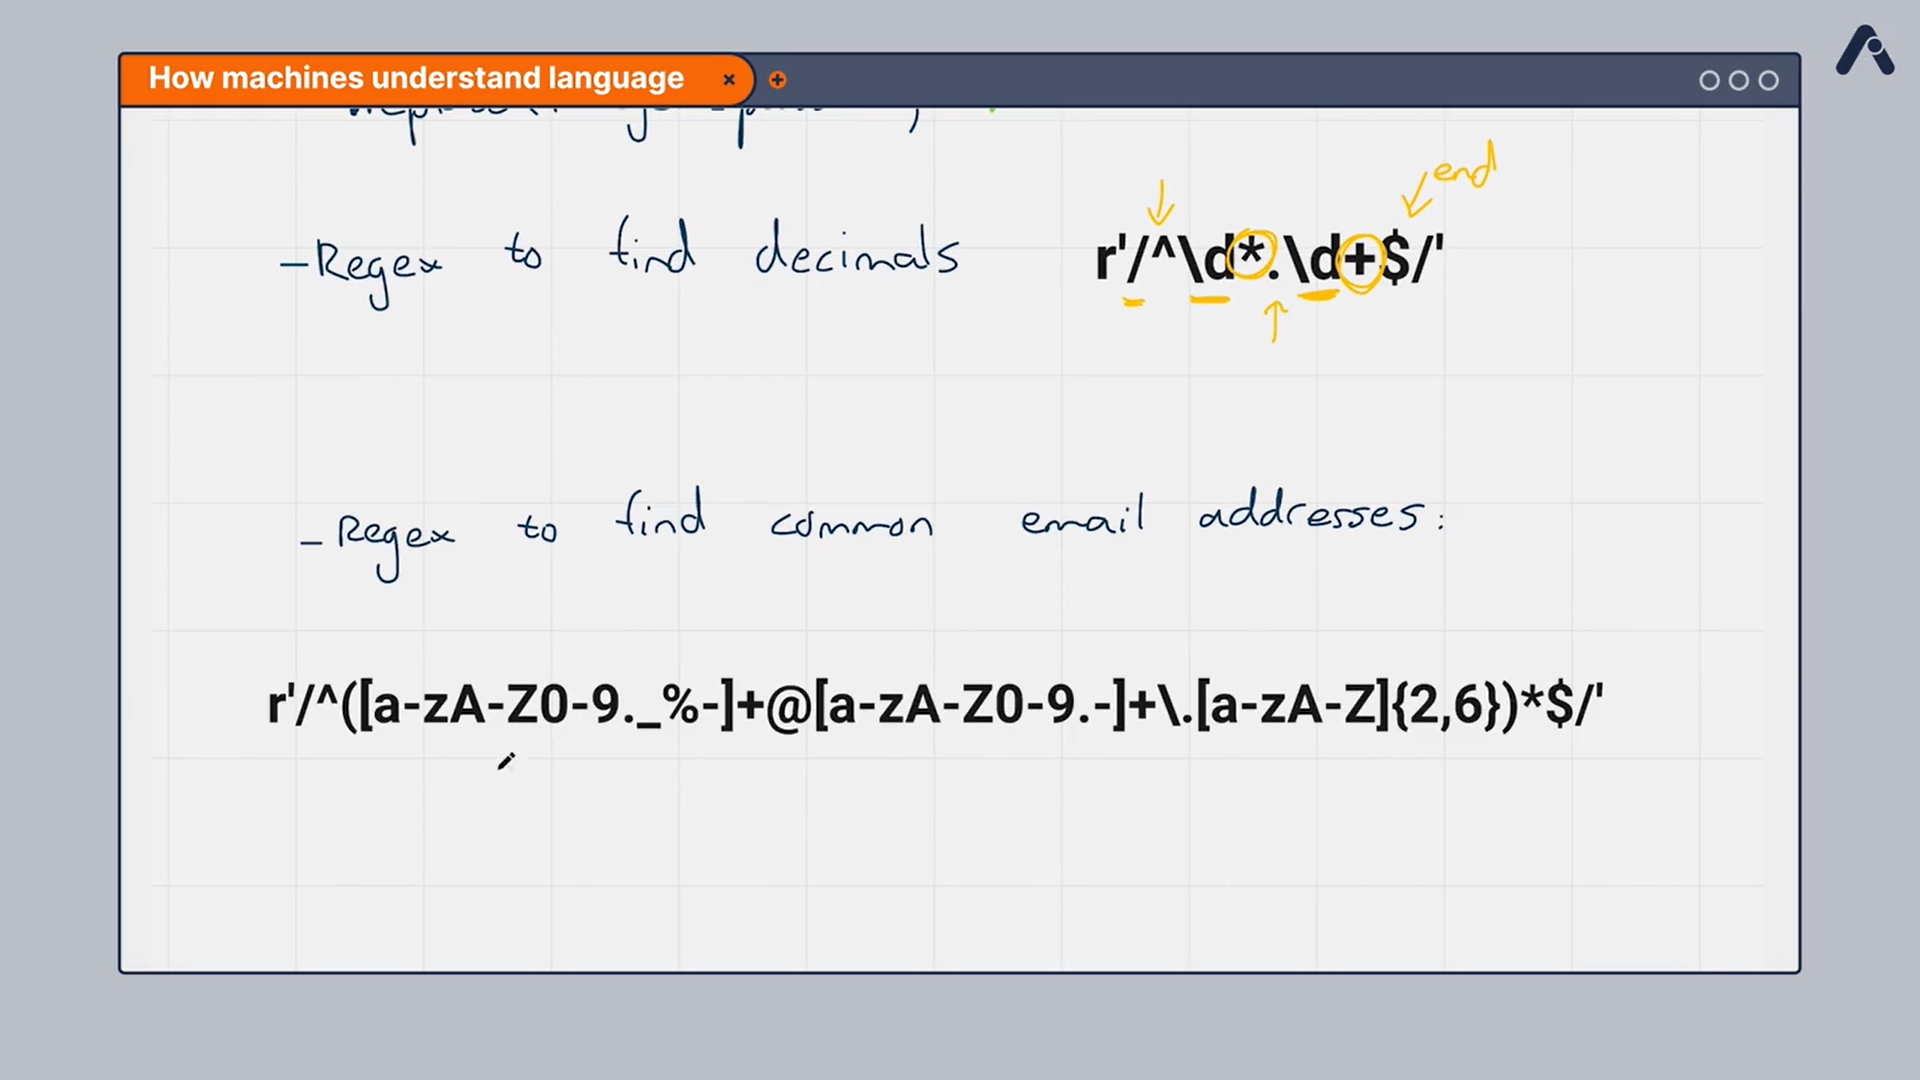 How machines understand language
end
- Regex to find decimals r'/^\d*.\d+$/'
- Regex to find common email addresses:
r'/^([a-zA-Z0-9._%-]+@[a-zA-Z0-9.-]+\.[a-zA-Z]{2,6})*$/'